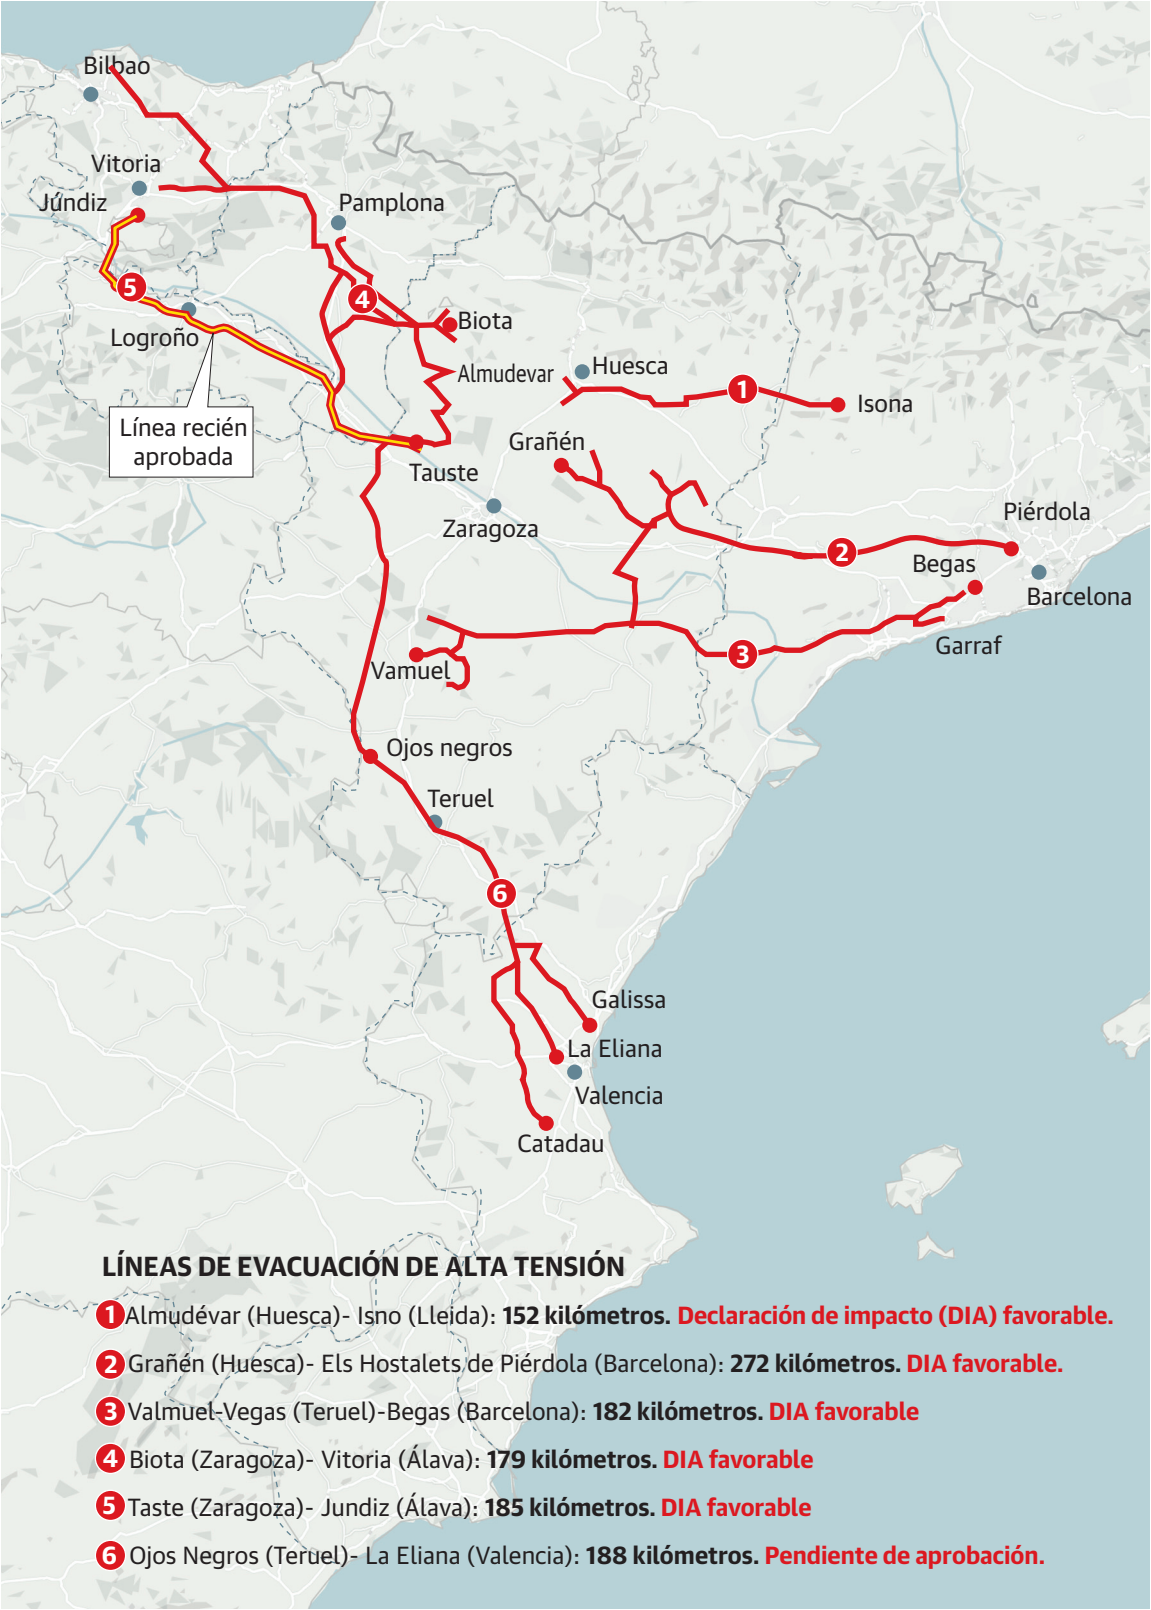 Bilbao
Vitoria
Júndiz
Pamplona
5
4
Biota
Logroño
Almudevar
Huesca
1
Isona
Línea recién
aprobada
Grañén
Tauste
Zaragoza
Piérdola
2
Begas
Barcelona
Garraf
3
Vamuel
Ojos negros
Teruel
6
Galissa
La Eliana
Valencia
Catadau
LÍNEAS DE EVACUACIÓN DE ALTA TENSIÓN
1 Almudévar (Huesca)- Isno (Lleida): 152 kilómetros. Declaración de impacto (DIA) favorable.
2 Grañén (Huesca)- Els Hostalets de Piérdola (Barcelona): 272 kilómetros. DIA favorable.
3 Valmuel-Vegas (Teruel)-Begas (Barcelona): 182 kilómetros. DIA favorable
4 Biota (Zaragoza)- Vitoria (Álava): 179 kilómetros. DIA favorable
5 Taste (Zaragoza)- Jundiz (Álava): 185 kilómetros. DIA favorable
6 Ojos Negros (Teruel)- La Eliana (Valencia): 188 kilómetros. Pendiente de aprobación.